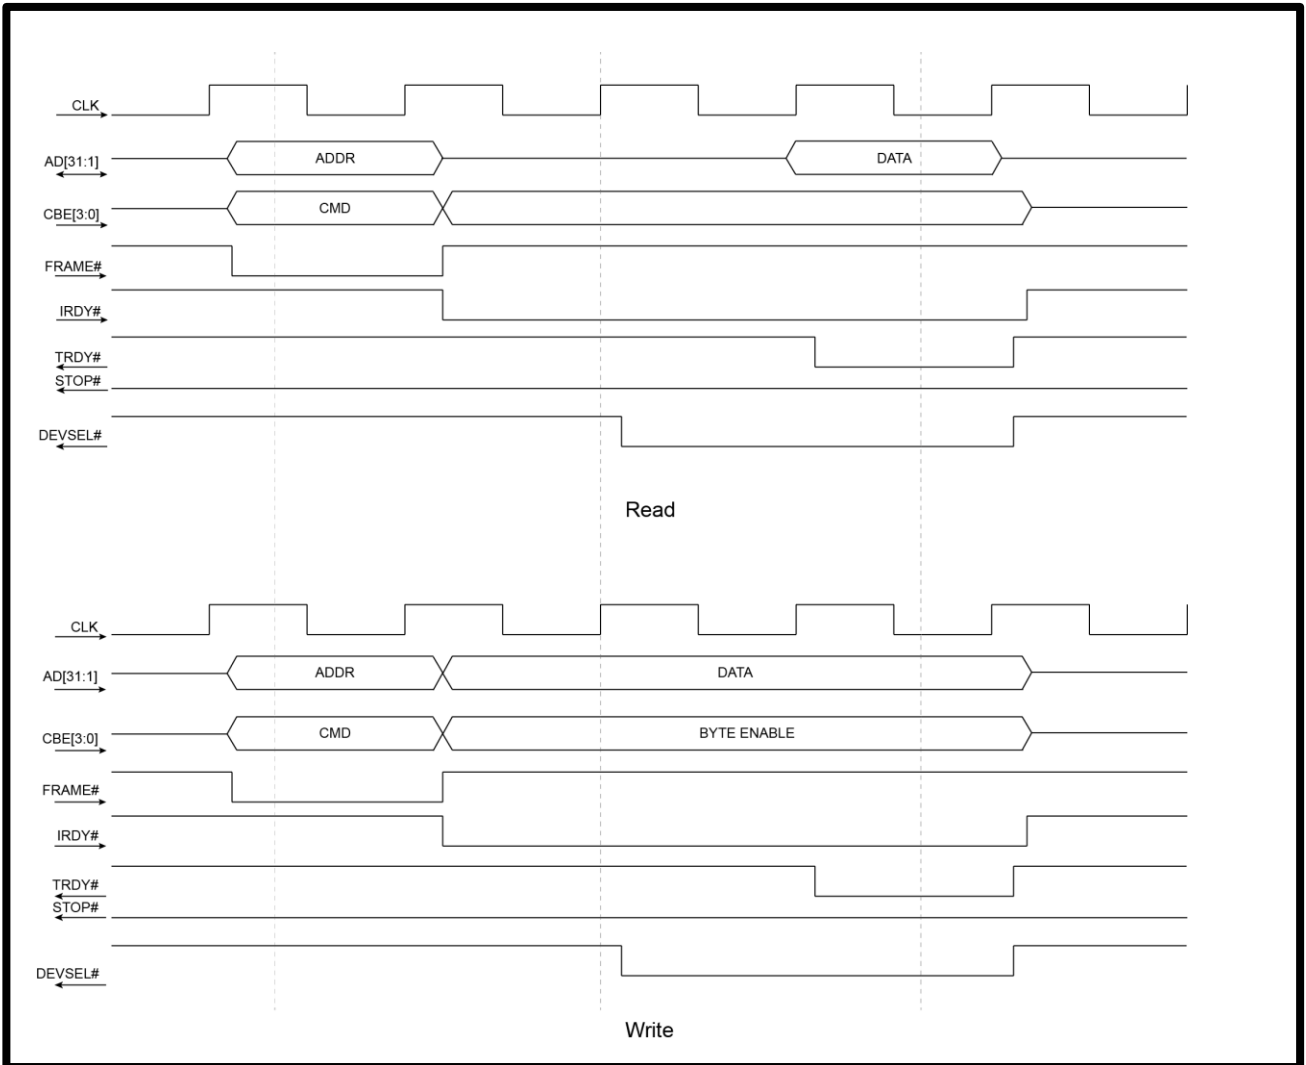 CLK
AD[31:1] ADDR DATA
CBE[3:0] CMD
FRAME#
IRDY#
TRDY#
STOP#
DEVSEL#
Read
CLK
AD[31:1] ADDR DATA
CBE[3:0] CMD BYTE ENABLE
FRAME#
IRDY#
TRDY#
STOP#
DEVSEL#
Write